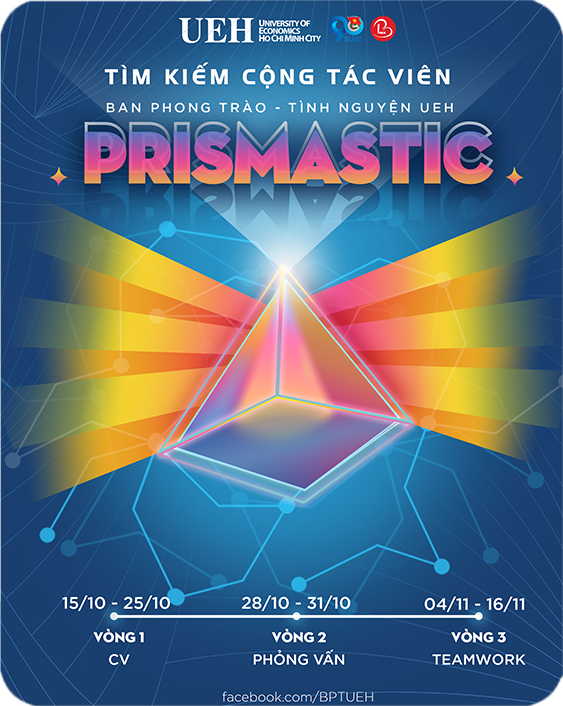 UEH UNIVERSITY OF
ECONOMICS
HO CHI MINH CITY
TÌM KIẾM CỘNG TÁC VIÊN
BAN PHONG TRÀO - TÌNH NGUYỆN UEH
PRISMASTIC
15/10 - 25/10
VÒNG 1
CV
28/10 - 31/10
VÒNG 2
PHỎNG VẤN
04/11 - 16/11
VÒNG 3
TEAMWORK
facebook.com/BPTUEH